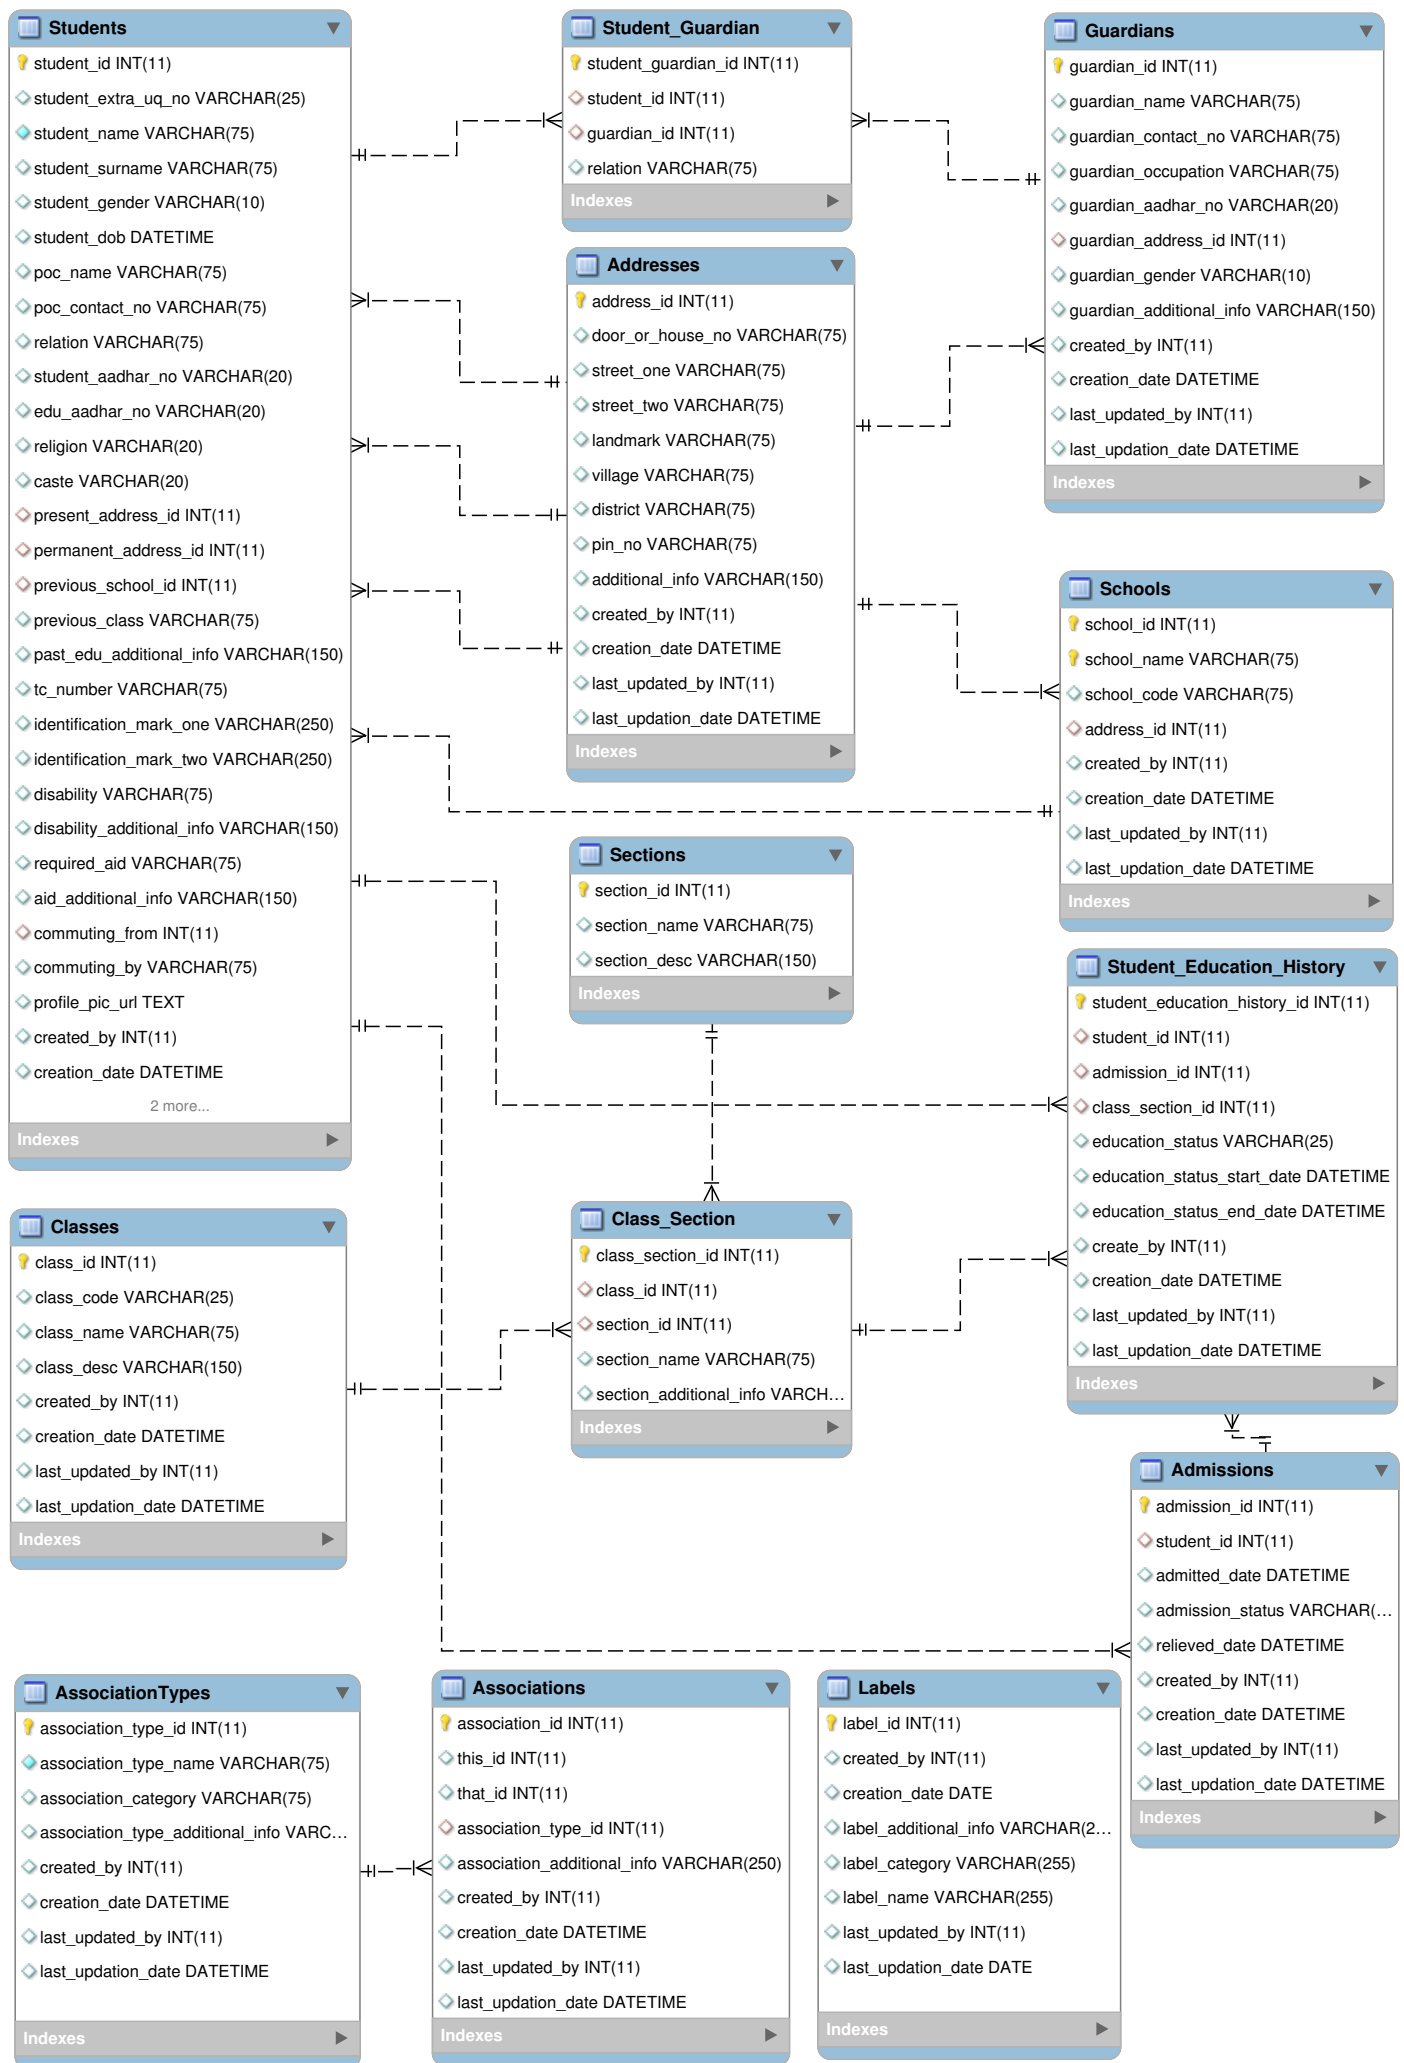 Students
student_id INT(11)
student_extra_uq_no VARCHAR(25)
student_name VARCHAR(75)
student_surname VARCHAR(75)
student_gender VARCHAR(10)
student_dob DATETIME
poc_name VARCHAR(75)
poc_contact_no VARCHAR(75)
relation VARCHAR(75)
student_aadhar_no VARCHAR(20)
edu_aadhar_no VARCHAR(20)
religion VARCHAR(20)
caste VARCHAR(20)
present_address_id INT(11)
permanent_address_id INT(11)
previous_school_id INT(11)
previous_class VARCHAR(75)
past_edu_additional_info VARCHAR(150)
tc_number VARCHAR(75)
identification_mark_one VARCHAR(250)
identification_mark_two VARCHAR(250)
disability VARCHAR(75)
disability_additional_info VARCHAR(150)
required_aid VARCHAR(75)
aid_additional_info VARCHAR(150)
commuting_from INT(11)
commuting_by VARCHAR(75)
profile_pic_url TEXT
created_by INT(11)
creation_date DATETIME
2 more...
Indexes
Student_Guardian
student_guardian_id INT(11)
student_id INT(11)
guardian_id INT(11)
relation VARCHAR(75)
Indexes
Guardians
guardian_id INT(11)
guardian_name VARCHAR(75)
guardian_contact_no VARCHAR(75)
guardian_occupation VARCHAR(75)
guardian_aadhar_no VARCHAR(20)
guardian_address_id INT(11)
guardian_gender VARCHAR(10)
guardian_additional_info VARCHAR(150)
created_by INT(11)
creation_date DATETIME
last_updated_by INT(11)
last_updation_date DATETIME
Indexes
Addresses
address_id INT(11)
door_or_house_no VARCHAR(75)
street_one VARCHAR(75)
street_two VARCHAR(75)
landmark VARCHAR(75)
village VARCHAR(75)
district VARCHAR(75)
pin_no VARCHAR(75)
additional_info VARCHAR(150)
created_by INT(11)
creation_date DATETIME
last_updated_by INT(11)
last_updation_date DATETIME
Indexes
Schools
school_id INT(11)
school_name VARCHAR(75)
school_code VARCHAR(75)
address_id INT(11)
created_by INT(11)
creation_date DATETIME
last_updated_by INT(11)
last_updation_date DATETIME
Indexes
Sections
section_id INT(11)
section_name VARCHAR(75)
section_desc VARCHAR(150)
Indexes
Student_Education_History
student_education_history_id INT(11)
student_id INT(11)
admission_id INT(11)
class_section_id INT(11)
education_status VARCHAR(25)
education_status_start_date DATETIME
education_status_end_date DATETIME
create_by INT(11)
creation_date DATETIME
last_updated_by INT(11)
last_updation_date DATETIME
Indexes
Classes
class_id INT(11)
class_code VARCHAR(25)
class_name VARCHAR(75)
class_desc VARCHAR(150)
created_by INT(11)
creation_date DATETIME
last_updated_by INT(11)
last_updation_date DATETIME
Indexes
Class_Section
class_section_id INT(11)
class_id INT(11)
section_id INT(11)
section_name VARCHAR(75)
section_additional_info VARCH...
Indexes
Admissions
admission_id INT(11)
student_id INT(11)
admitted_date DATETIME
admission_status VARCHAR(...
relieved_date DATETIME
created_by INT(11)
creation_date DATETIME
last_updated_by INT(11)
last_updation_date DATETIME
Indexes
AssociationTypes
association_type_id INT(11)
association_type_name VARCHAR(75)
association_category VARCHAR(75)
association_type_additional_info VARC...
created_by INT(11)
creation_date DATETIME
last_updated_by INT(11)
last_updation_date DATETIME
Indexes
Associations
association_id INT(11)
this_id INT(11)
that_id INT(11)
association_type_id INT(11)
association_additional_info VARCHAR(250)
created_by INT(11)
creation_date DATETIME
last_updated_by INT(11)
last_updation_date DATETIME
Indexes
Labels
label_id INT(11)
created_by INT(11)
creation_date DATE
label_additional_info VARCHAR(2...
label_category VARCHAR(255)
label_name VARCHAR(255)
last_updated_by INT(11)
last_updation_date DATE
Indexes